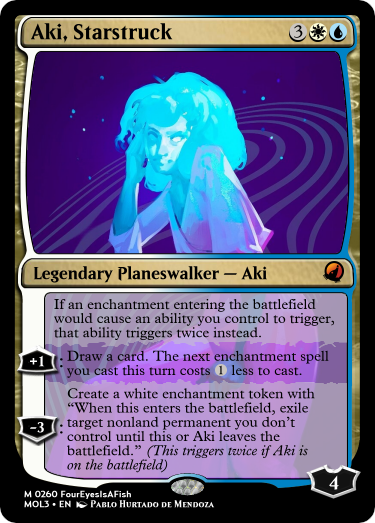 Aki, Starstruck 3
Legendary Planeswalker — Aki
If an enchantment entering the battlefield
would cause an ability you control to trigger,
that ability triggers twice instead.
+1: Draw a card. The next enchantment spell
you cast this turn costs 1 less to cast.
Create a white enchantment token with
“When this enters the battlefield, exile
-3: target nonland permanent you don’t
control until this or Aki leaves the
battlefield.” (This triggers twice if Aki is
on the battlefield)
4
M 0260 FourEyesIsAFish
MOL3 • EN Pablo Hurtado de Mendoza